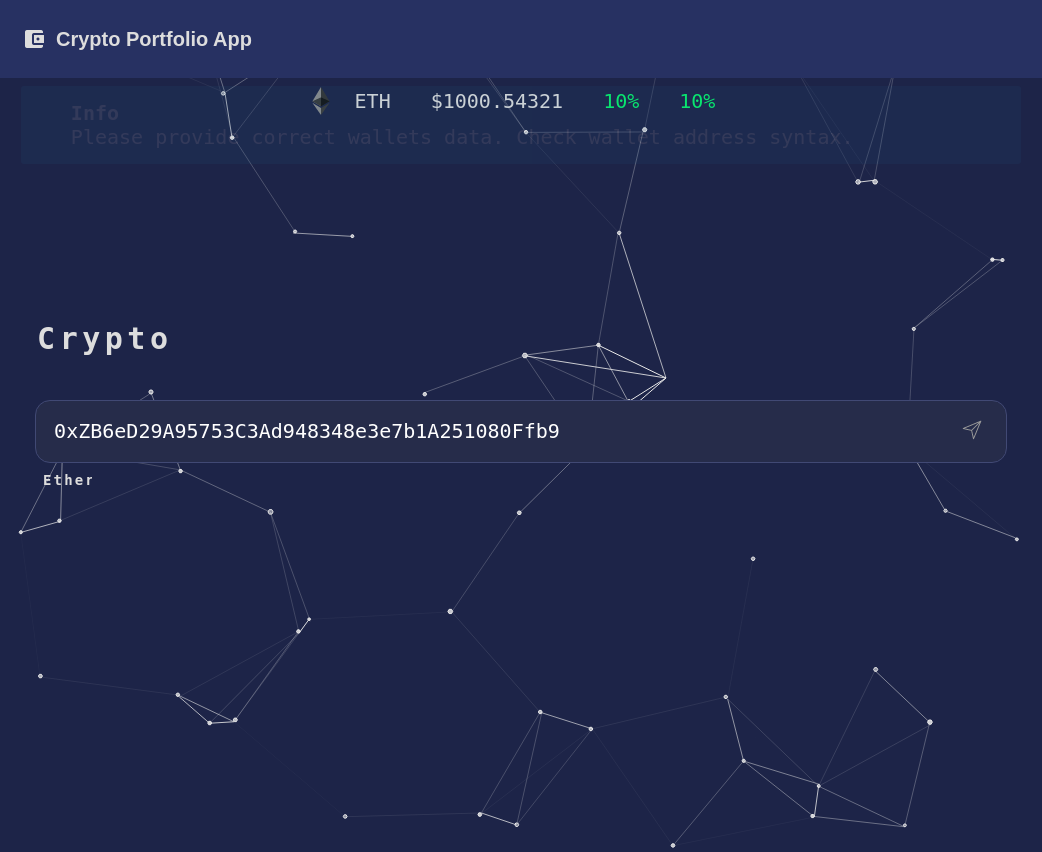 Crypto Portfolio App
ETH $1000.54321 10% 10%
Info
Please provide correct wallets data. Check wallet address syntax.
Crypto
0xZB6eD29A95753C3Ad948348e3e7b1A251080Ffb9
Ether